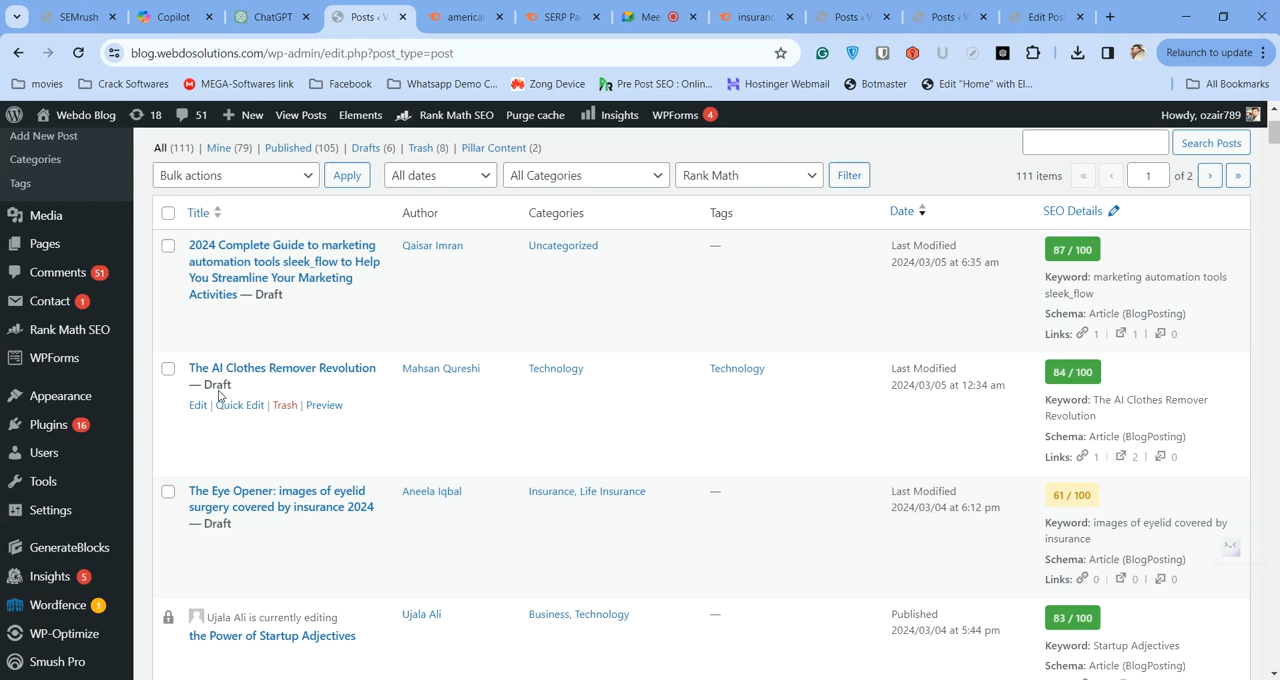 SEMrush
Copilot
ChatGPT
Posts ‹ W
america
SERP Pa
Mee
insuranc
Posts ‹ W
Posts ‹ W
Edit Post
blog.webdosolutions.com/wp-admin/edit.php?post_type=post
Relaunch to update
movies
Crack Softwares
MEGA-Softwares link
Facebook
Whatsapp Demo C...
Zong Device
Pre Post SEO : Onlin...
Hostinger Webmail
Botmaster
Edit "Home" with El...
All Bookmarks
Webdo Blog
18
51
New
View Posts
Elements
Rank Math SEO
Purge cache
Insights
WPForms 4
Howdy, ozair789
Add New Post
Categories
Tags
Media
Pages
Comments 51
Contact 1
Rank Math SEO
WPForms
Appearance
Plugins 16
Users
Tools
Settings
GenerateBlocks
Insights 5
Wordfence 1
WP-Optimize
Smush Pro
All (111) | Mine (79) | Published (105) | Drafts (6) | Trash (8) | Pillar Content (2)
Search Posts
Bulk actions
Apply
All dates
All Categories
Rank Math
Filter
111 items « ‹ 1 of 2 › »
Title
Author
Categories
Tags
Date
SEO Details
2024 Complete Guide to marketing
automation tools sleek_flow to Help
You Streamline Your Marketing
Activities — Draft
Qaisar Imran
Uncategorized
—
Last Modified
2024/03/05 at 6:35 am
87 / 100
Keyword: marketing automation tools
sleek_flow
Schema: Article (BlogPosting)
Links: 1 | 1 | 0
The AI Clothes Remover Revolution
— Draft
Edit | Quick Edit | Trash | Preview
Mahsan Qureshi
Technology
Technology
Last Modified
2024/03/05 at 12:34 am
84 / 100
Keyword: The AI Clothes Remover
Revolution
Schema: Article (BlogPosting)
Links: 1 | 2 | 0
The Eye Opener: images of eyelid
surgery covered by insurance 2024
— Draft
Aneela Iqbal
Insurance, Life Insurance
—
Last Modified
2024/03/04 at 6:12 pm
61 / 100
Keyword: images of eyelid covered by
insurance
Schema: Article (BlogPosting)
Links: 0 | 0 | 0
Ujala Ali is currently editing
the Power of Startup Adjectives
Ujala Ali
Business, Technology
—
Published
2024/03/04 at 5:44 pm
83 / 100
Keyword: Startup Adjectives
Schema: Article (BlogPosting)